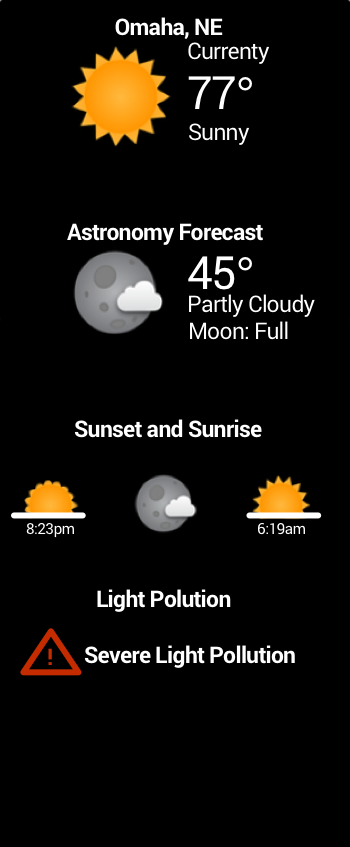 Omaha, NE
Currenty
77°
Sunny
Astronomy Forecast
45°
Partly Cloudy
Moon: Full
Sunset and Sunrise
8:23pm
6:19am
Light Polution
!
Severe Light Pollution